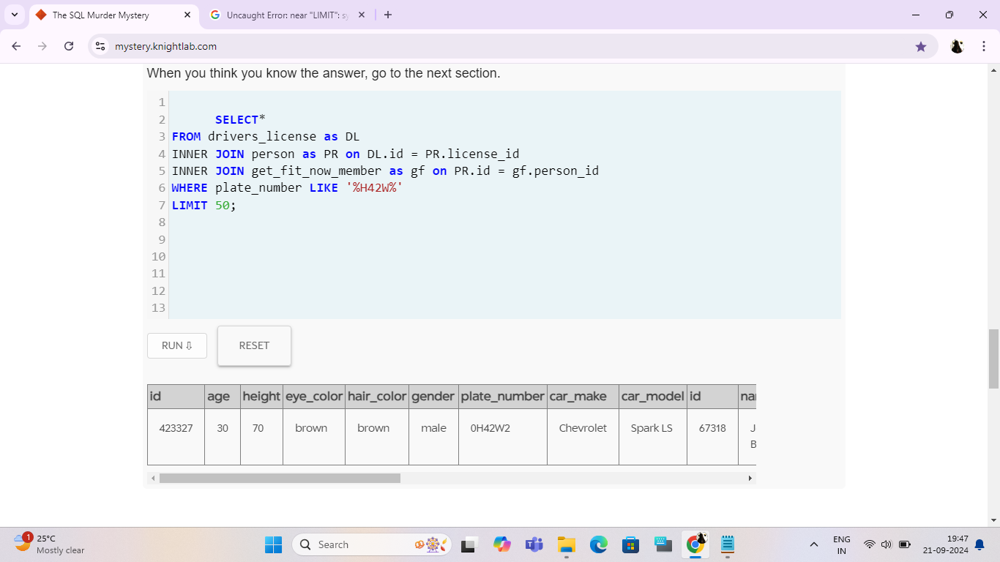 The SQL Murder Mystery
Uncaught Error: near "LIMIT": sy
mystery.knightlab.com
When you think you know the answer, go to the next section.
1
2 SELECT*
3 FROM drivers_license as DL
4 INNER JOIN person as PR on DL.id = PR.license_id
5 INNER JOIN get_fit_now_member as gf on PR.id = gf.person_id
6 WHERE plate_number LIKE '%H42W%'
7 LIMIT 50;
8
9
10
11
12
13
RUN ⇩ RESET
id age height eye_color hair_color gender plate_number car_make car_model id na
423327 30 70 brown brown male 0H42W2 Chevrolet Spark LS 67318 J
B
1
25°C
Mostly clear
Search
ENG
IN
19:47
21-09-2024